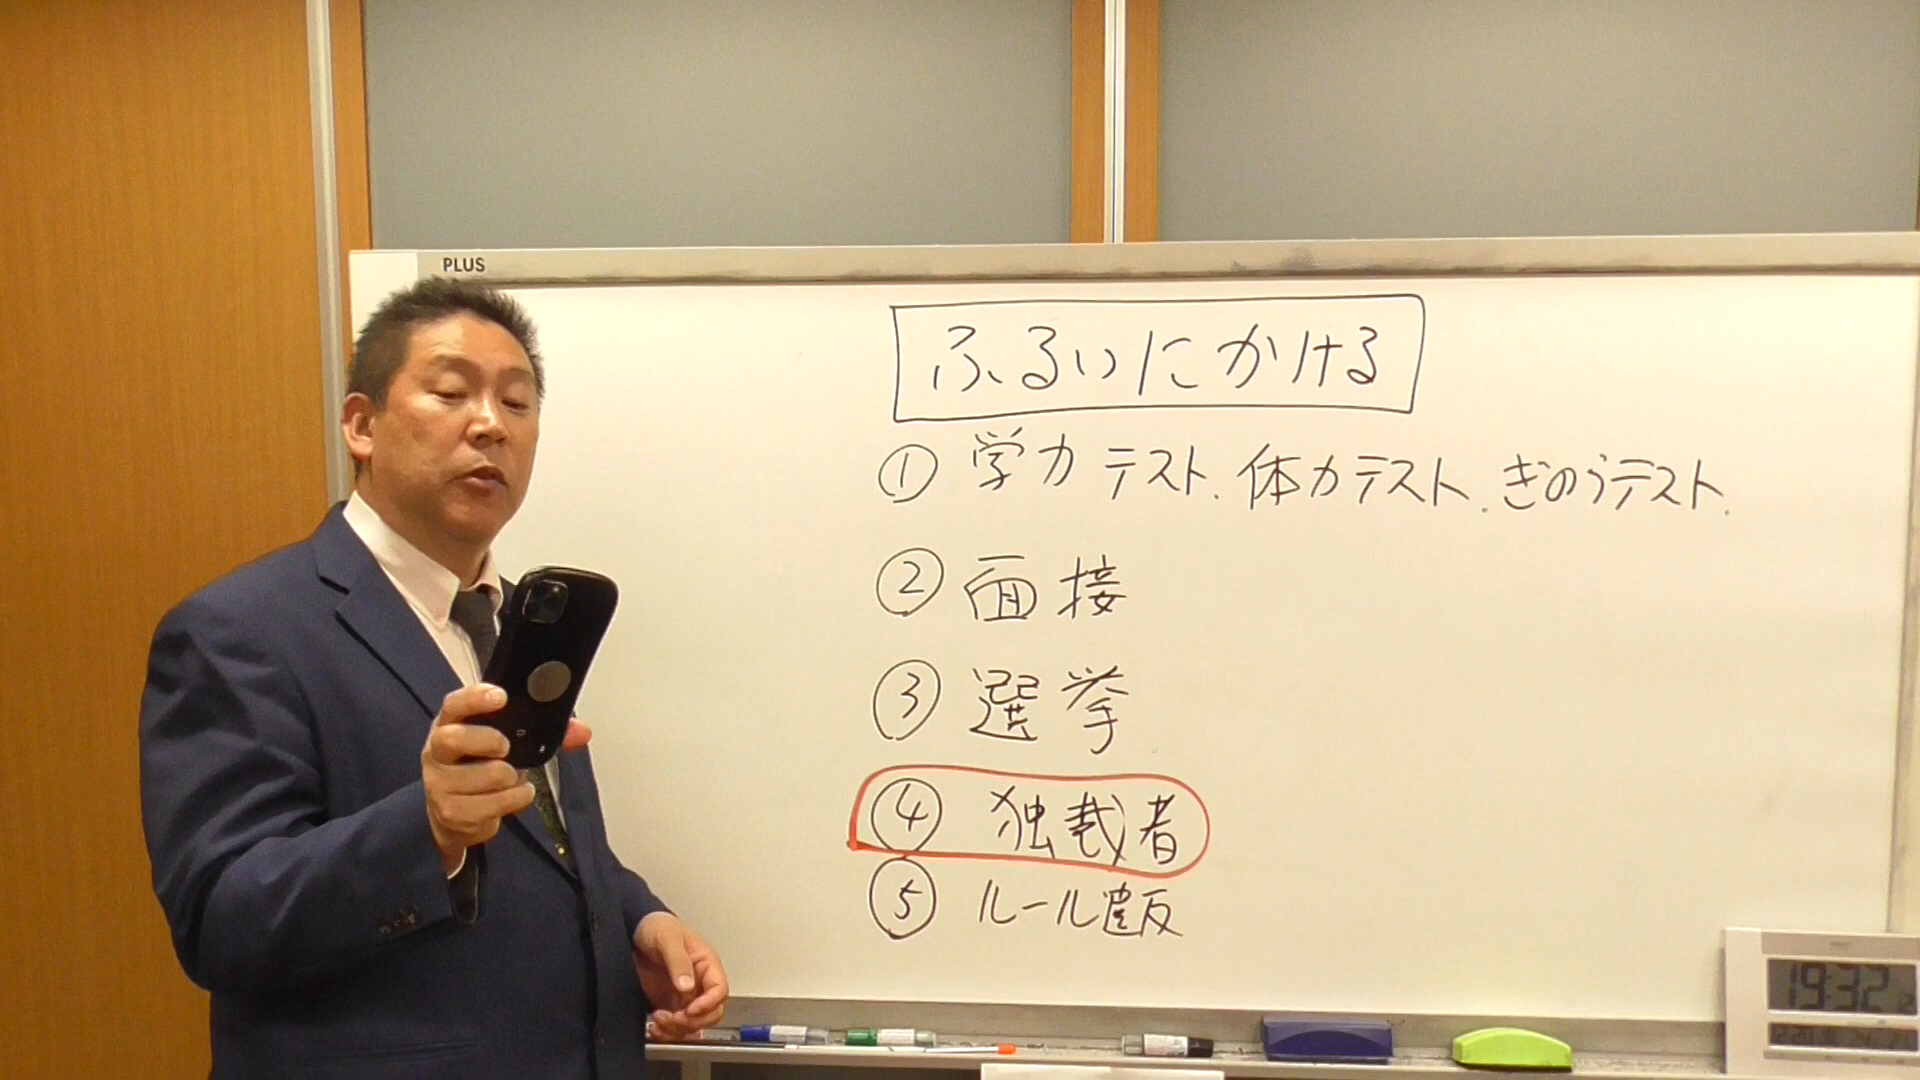 PLUS
ふるいにかける
① 学力テスト. 体力テスト. ぎのうテスト.
② 面接
③ 選挙
④ 独裁者
⑤ ルール違反
19:32